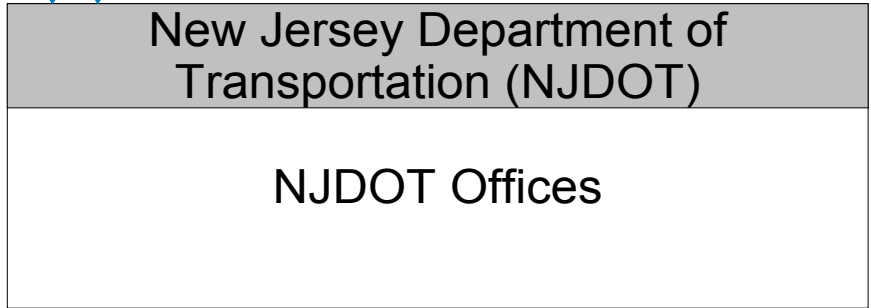 New Jersey Department of
Transportation (NJDOT)
NJDOT Offices